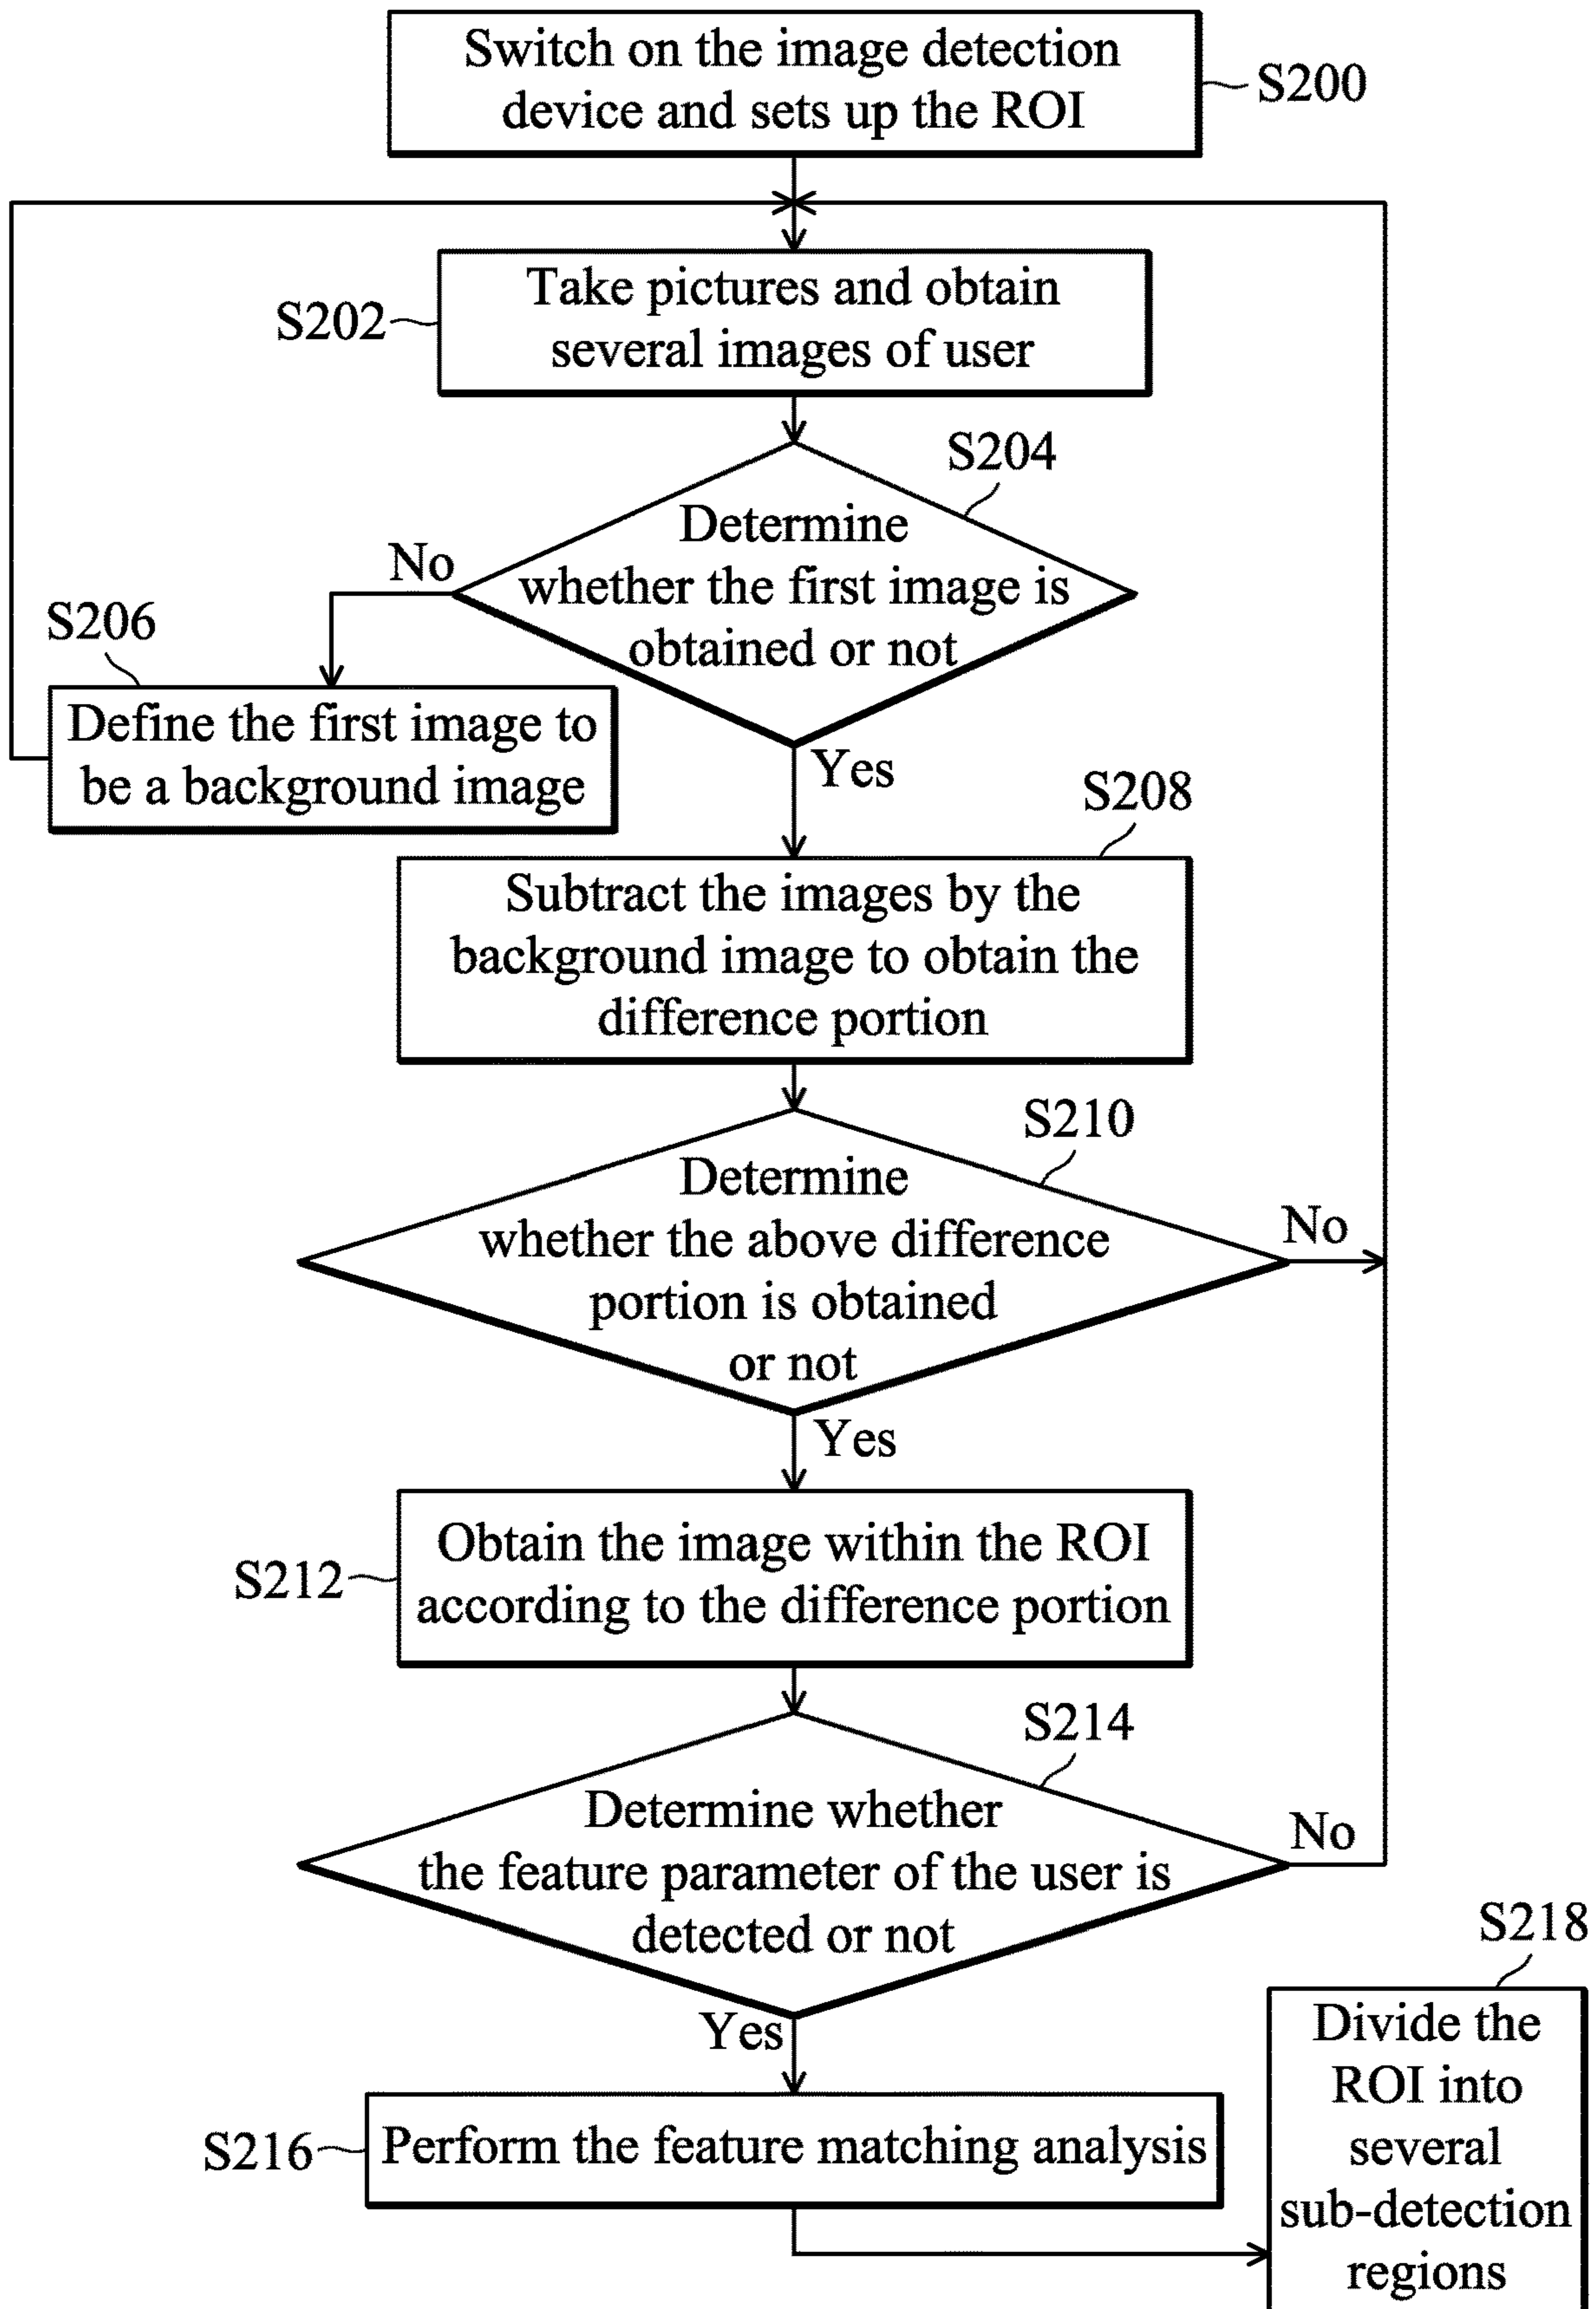 Switch on the image detection
device and sets up the ROI
S200
Take pictures and obtain
several images of user
S202
S204
Determine
whether the first image is
obtained or not
No
Yes
S206
Define the first image to
be a background image
S208
Subtract the images by the
background image to obtain the
difference portion
S210
Determine
whether the above difference
portion is obtained
or not
No
Yes
S212
Obtain the image within the ROI
according to the difference portion
S214
Determine whether
the feature parameter of the user is
detected or not
No
Yes
S216
Perform the feature matching analysis
S218
Divide the
ROI into
several
sub-detection
regions